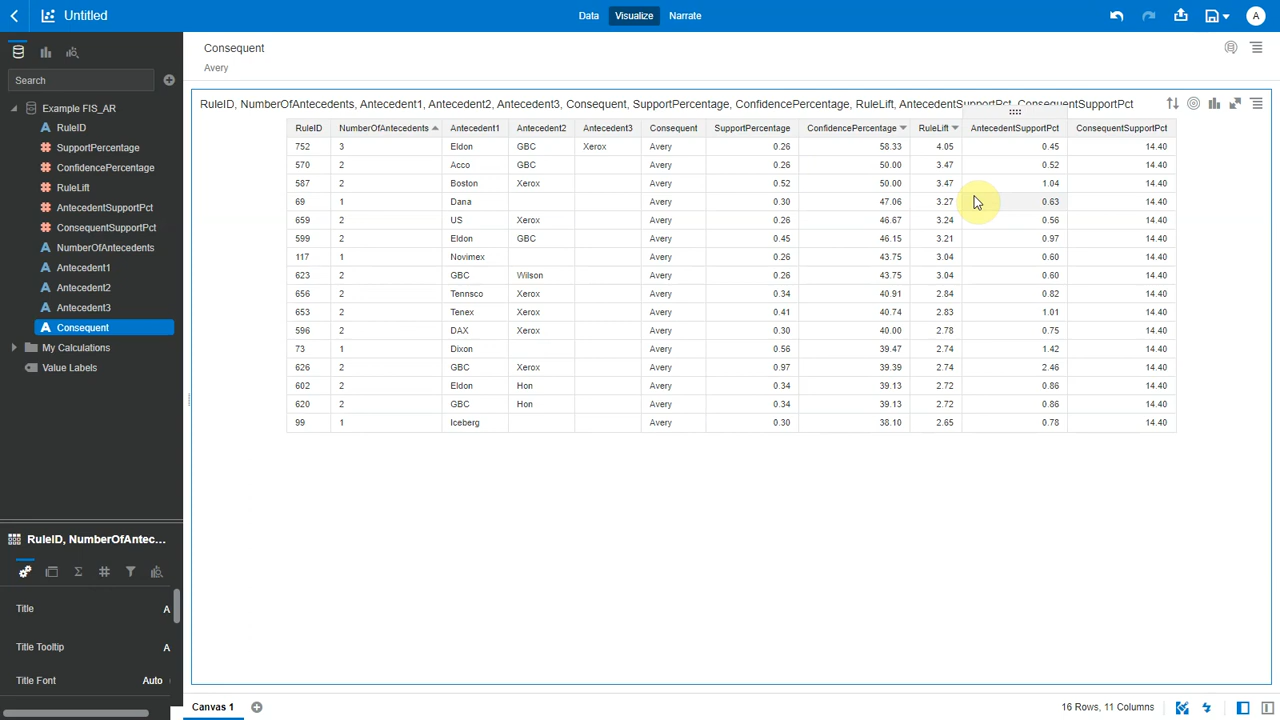 Untitled
Data Visualize Narrate
A
Search
Example FIS_AR
RuleID
SupportPercentage
ConfidencePercentage
RuleLift
AntecedentSupportPct
ConsequentSupportPct
NumberOfAntecedents
Antecedent1
Antecedent2
Antecedent3
Consequent
My Calculations
Value Labels
RuleID, NumberOfAntec...
Title A
Title Tooltip A
Title Font Auto
Consequent
Avery
RuleID, NumberOfAntecedents, Antecedent1, Antecedent2, Antecedent3, Consequent, SupportPercentage, ConfidencePercentage, RuleLift, AntecedentSupportPct, ConsequentSupportPct
RuleID NumberOfAntecedents Antecedent1 Antecedent2 Antecedent3 Consequent SupportPercentage ConfidencePercentage RuleLift AntecedentSupportPct ConsequentSupportPct
752 3 Eldon GBC Xerox Avery 0.26 58.33 4.05 0.45 14.40
570 2 Acco GBC Avery 0.26 50.00 3.47 0.52 14.40
587 2 Boston Xerox Avery 0.52 50.00 3.47 1.04 14.40
69 1 Dana Avery 0.30 47.06 3.27 0.63 14.40
659 2 US Xerox Avery 0.26 46.67 3.24 0.56 14.40
599 2 Eldon GBC Avery 0.45 46.15 3.21 0.97 14.40
117 1 Novimex Avery 0.26 43.75 3.04 0.60 14.40
623 2 GBC Wilson Avery 0.26 43.75 3.04 0.60 14.40
656 2 Tennsco Xerox Avery 0.34 40.91 2.84 0.82 14.40
653 2 Tenex Xerox Avery 0.41 40.74 2.83 1.01 14.40
596 2 DAX Xerox Avery 0.30 40.00 2.78 0.75 14.40
73 1 Dixon Avery 0.56 39.47 2.74 1.42 14.40
626 2 GBC Xerox Avery 0.97 39.39 2.74 2.46 14.40
602 2 Eldon Hon Avery 0.34 39.13 2.72 0.86 14.40
620 2 GBC Hon Avery 0.34 39.13 2.72 0.86 14.40
99 1 Iceberg Avery 0.30 38.10 2.65 0.78 14.40
Canvas 1
16 Rows, 11 Columns